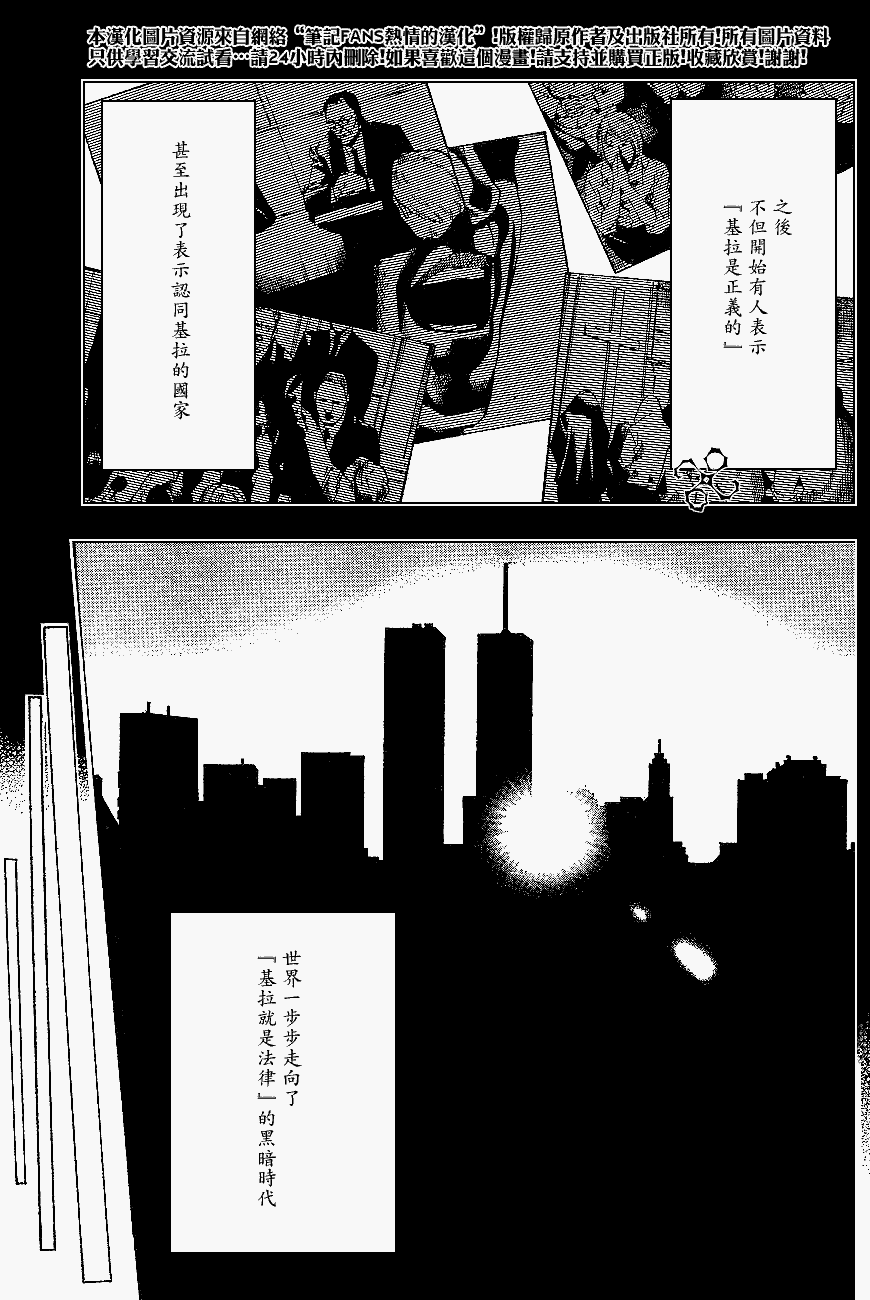 本漢化圖片資源來自網絡“筆記FANS熱情的漢化”!版權歸原作者及出版社所有!所有圖片資料
只供學習交流試看…請24小時內刪除!如果喜歡這個漫畫!請支持並購買正版!收藏欣賞!謝謝!
之後
不但開始有人表示
『基拉是正義的』
甚至出現了表示認同基拉的國家
世界一步步走向了
『基拉就是法律』的黑暗時代